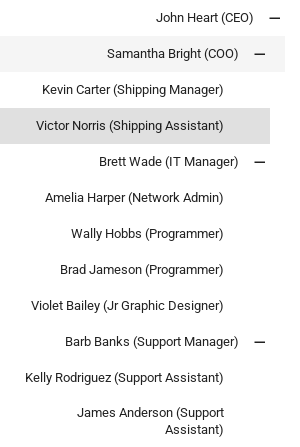 John Heart (CEO)
Samantha Bright (COO)
Kevin Carter (Shipping Manager)
Victor Norris (Shipping Assistant)
Brett Wade (IT Manager)
Amelia Harper (Network Admin)
Wally Hobbs (Programmer)
Brad Jameson (Programmer)
Violet Bailey (Jr Graphic Designer)
Barb Banks (Support Manager)
Kelly Rodriguez (Support Assistant)
James Anderson (Support
Assistant)